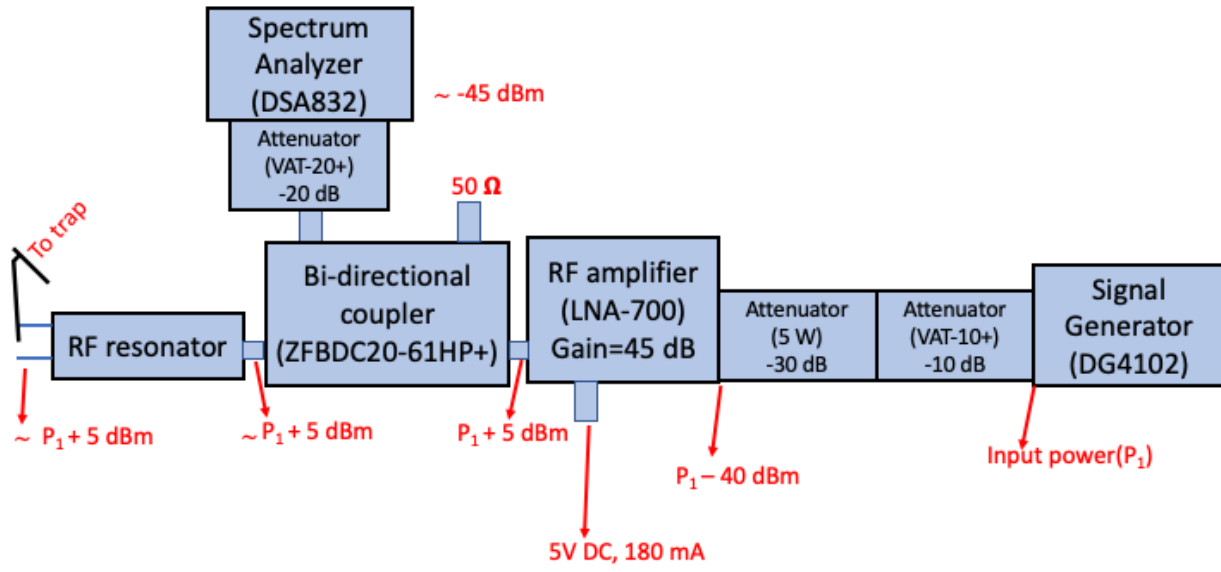 Spectrum
Analyzer
(DSA832)
~ -45 dBm
Attenuator
(VAT-20+)
-20 dB
50 Ω
To trap
Bi-directional
coupler
(ZFBDC20-61HP+)
RF amplifier
(LNA-700)
Gain=45 dB
Attenuator
(5 W)
-30 dB
Attenuator
(VAT-10+)
-10 dB
Signal
Generator
(DG4102)
RF resonator
~ P₁ + 5 dBm
~ P₁ + 5 dBm
P₁ + 5 dBm
P₁ – 40 dBm
Input power(P₁)
5V DC, 180 mA